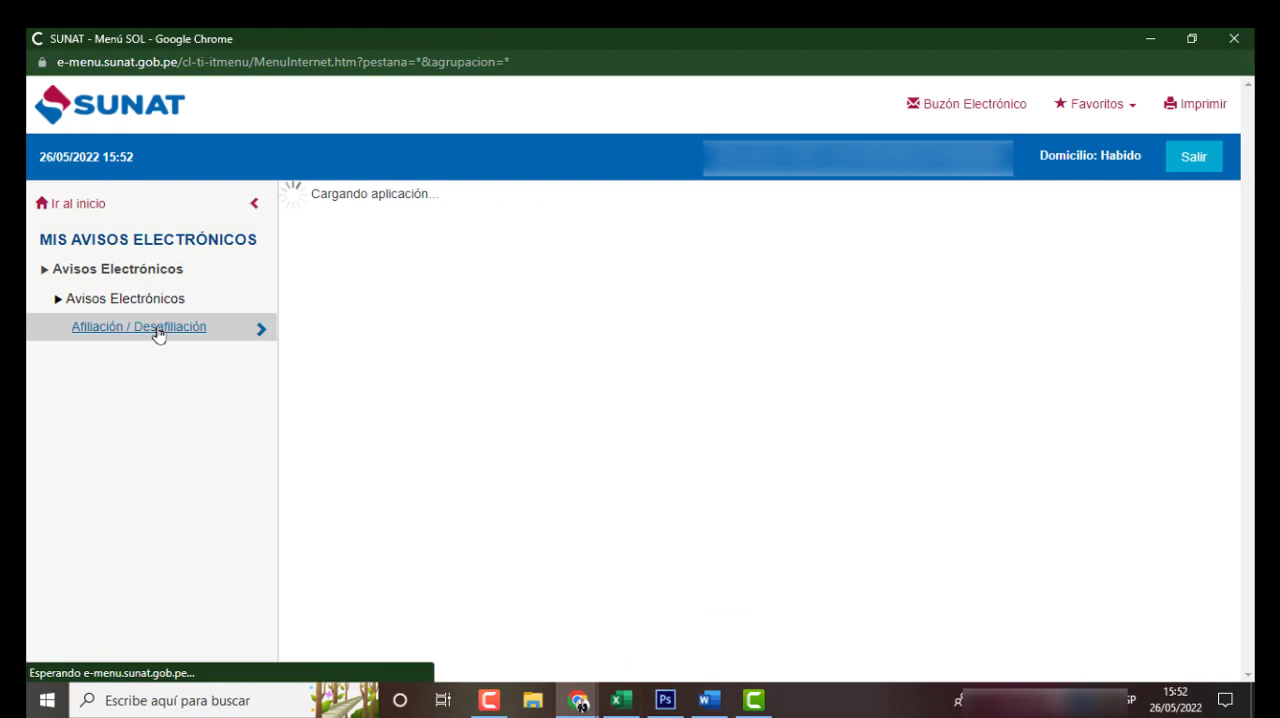 SUNAT - Menú SOL - Google Chrome
e-menu.sunat.gob.pe/cl-ti-itmenu/MenuInternet.htm?pestana=*&agrupacion=*
SUNAT
Buzón Electrónico
Favoritos
Imprimir
26/05/2022 15:52
Domicilio: Habido
Salir
Ir al inicio
Cargando aplicación...
MIS AVISOS ELECTRÓNICOS
Avisos Electrónicos
Avisos Electrónicos
Afiliación / Desafiliación
Esperando e-menu.sunat.gob.pe...
Escribe aquí para buscar
Ps
15:52
26/05/2022